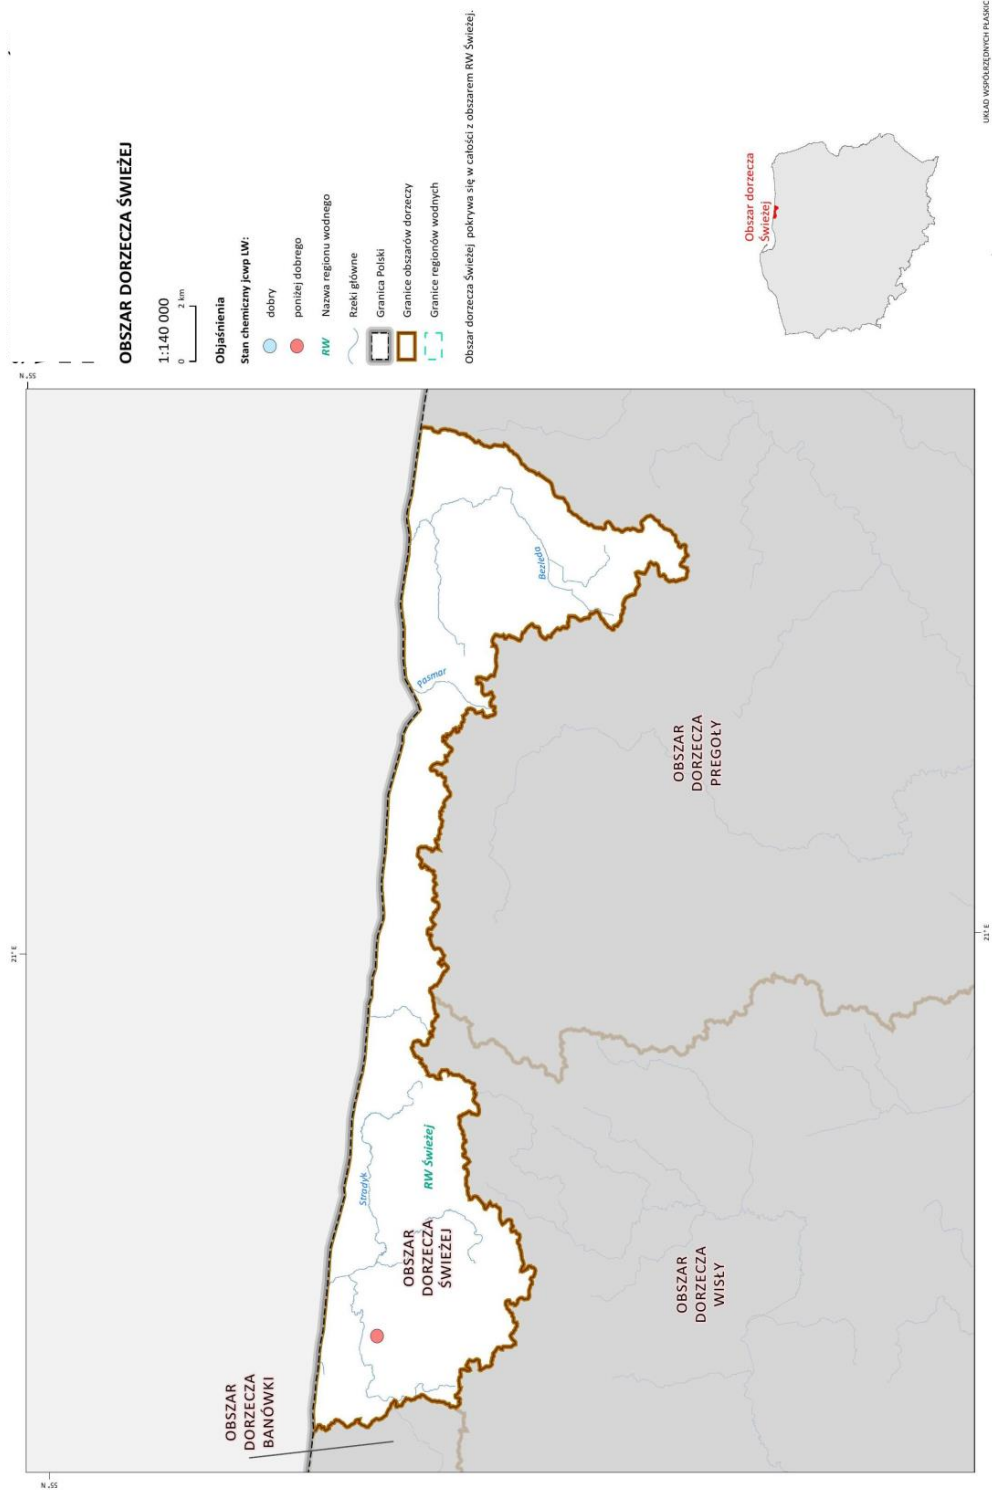 OBSZAR DORZECZA ŚWIEŻEJ
1:140 000
0 2 km
Objaśnienia
Stan chemiczny jcwp LW:
dobry
poniżej dobrego
RW Nazwa regionu wodnego
Rzeki główne
Granica Polski
Granice obszarów dorzeczy
Granice regionów wodnych
Obszar dorzecza Świeżej pokrywa się w całości z obszarem RW Świeżej.
Obszar dorzecza
Świeżej
UKŁAD WSPÓŁRZĘDNYCH PŁASKIC
21° E
OBSZAR
DORZECZA
BANÓWKI
Stradyk
RW Świeżej
OBSZAR
DORZECZA
ŚWIEŻEJ
Pasmar
Bezleda
OBSZAR
DORZECZA
WISŁY
OBSZAR
DORZECZA
PREGOŁY
21° E